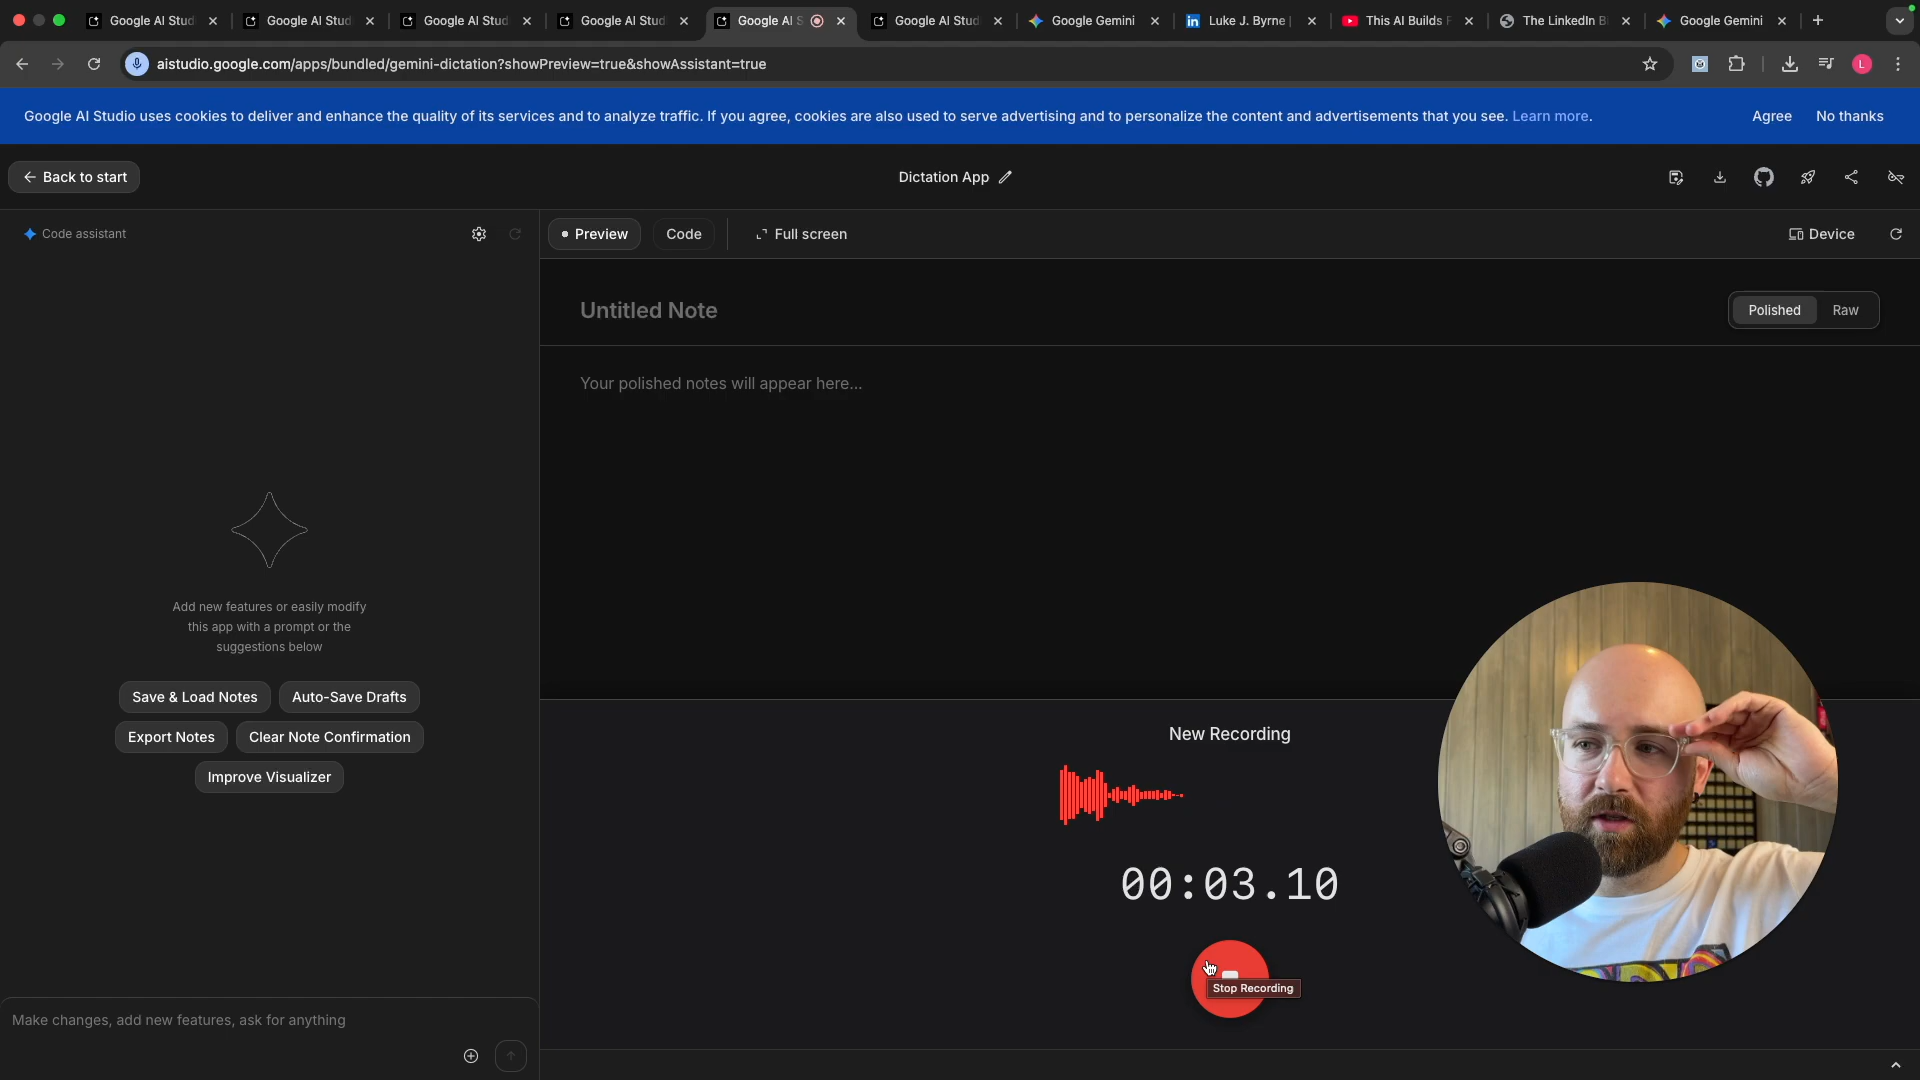 Google AI Stud
Google AI Stud
Google AI Stud
Google AI Stud
Google AI S
Google AI Stud
Google Gemini
Luke J. Byrne |
This AI Builds
The LinkedIn B
Google Gemini
aistudio.google.com/apps/bundled/gemini-dictation?showPreview=true&showAssistant=true
L
Google AI Studio uses cookies to deliver and enhance the quality of its services and to analyze traffic. If you agree, cookies are also used to serve advertising and to personalize the content and advertisements that you see. Learn more.
Agree
No thanks
Back to start
Dictation App
Code assistant
Preview
Code
Full screen
Device
Untitled Note
Polished
Raw
Your polished notes will appear here...
Add new features or easily modify
this app with a prompt or the
suggestions below
Save & Load Notes
Auto-Save Drafts
Export Notes
Clear Note Confirmation
Improve Visualizer
New Recording
00:03.10
Stop Recording
Make changes, add new features, ask for anything